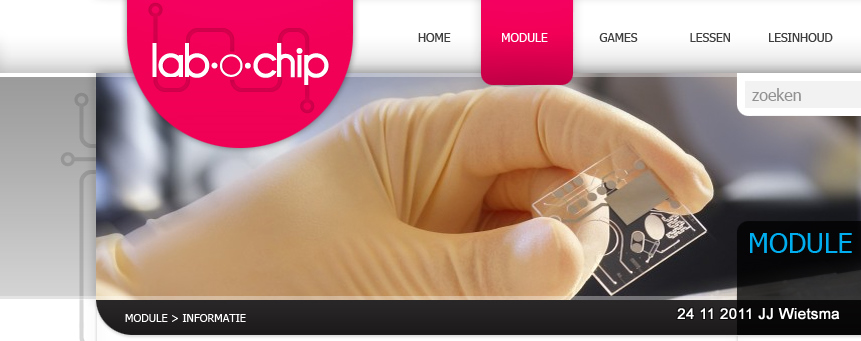 lab·o·chip
HOME MODULE GAMES LESSEN LESINHOUD
zoeken
MODULE
MODULE > INFORMATIE
24 11 2011 JJ Wietsma